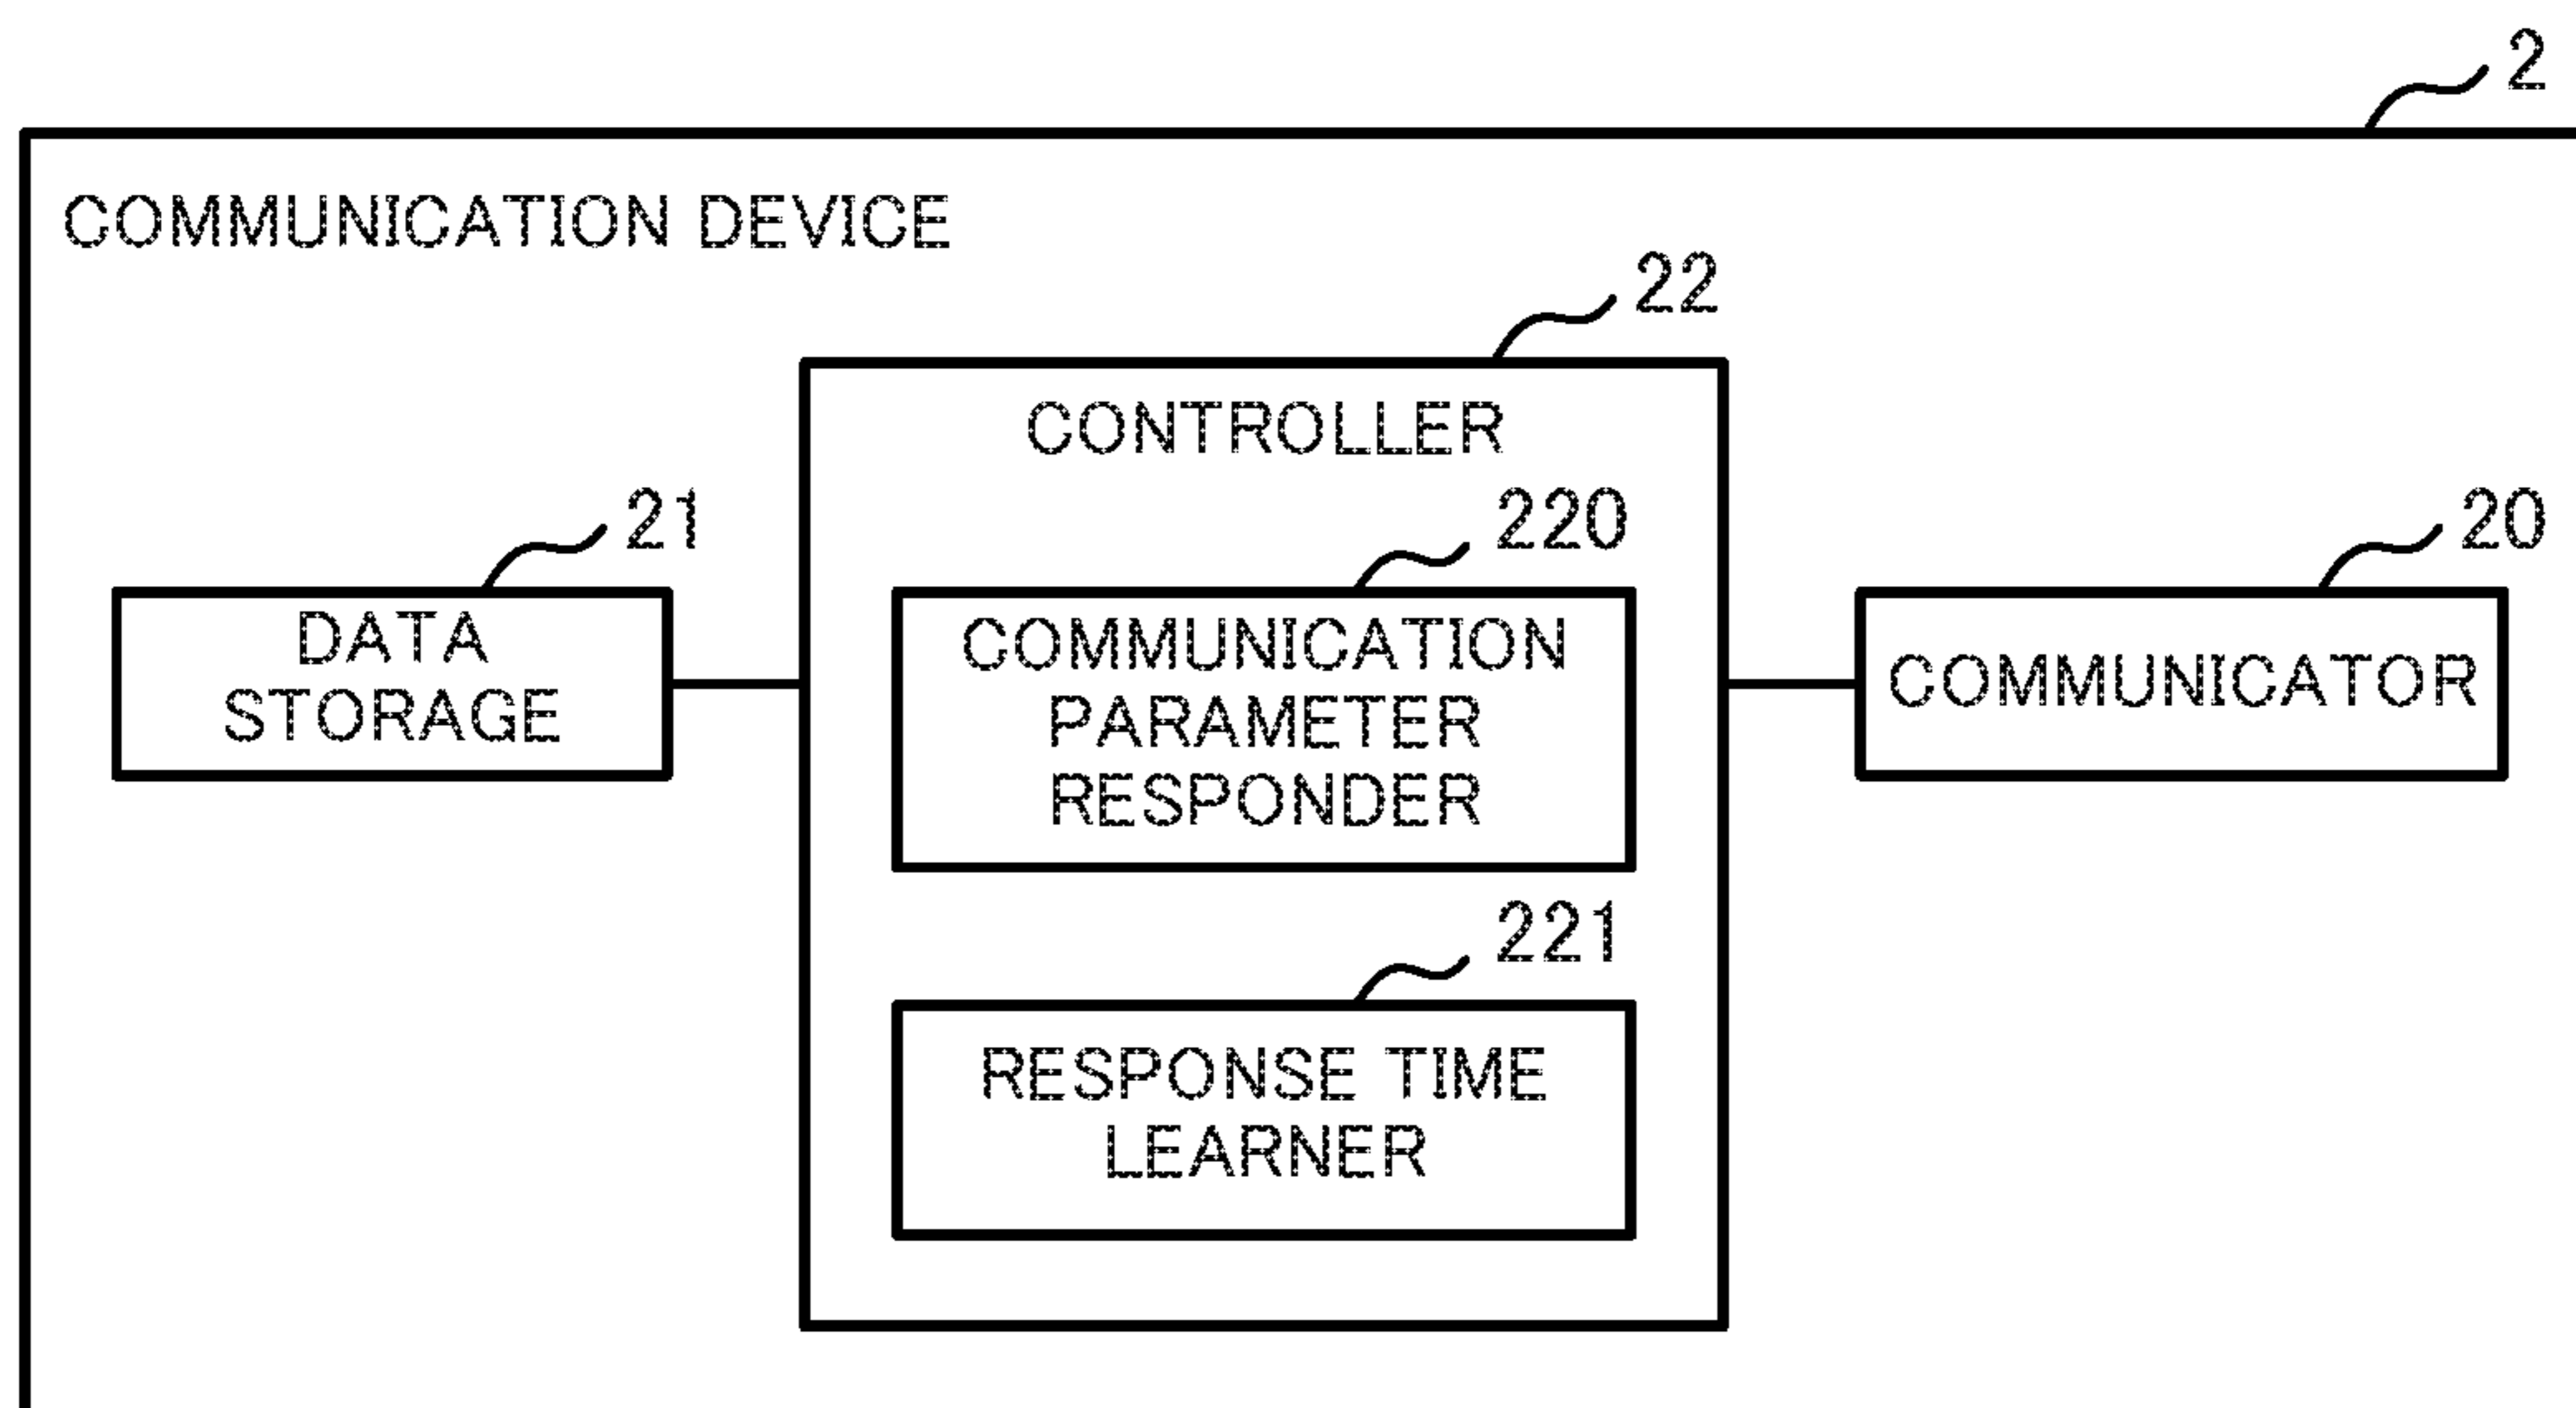 2
COMMUNICATION DEVICE
22
CONTROLLER
21
220
20
DATA
STORAGE
COMMUNICATION
PARAMETER
RESPONDER
COMMUNICATOR
221
RESPONSE TIME
LEARNER